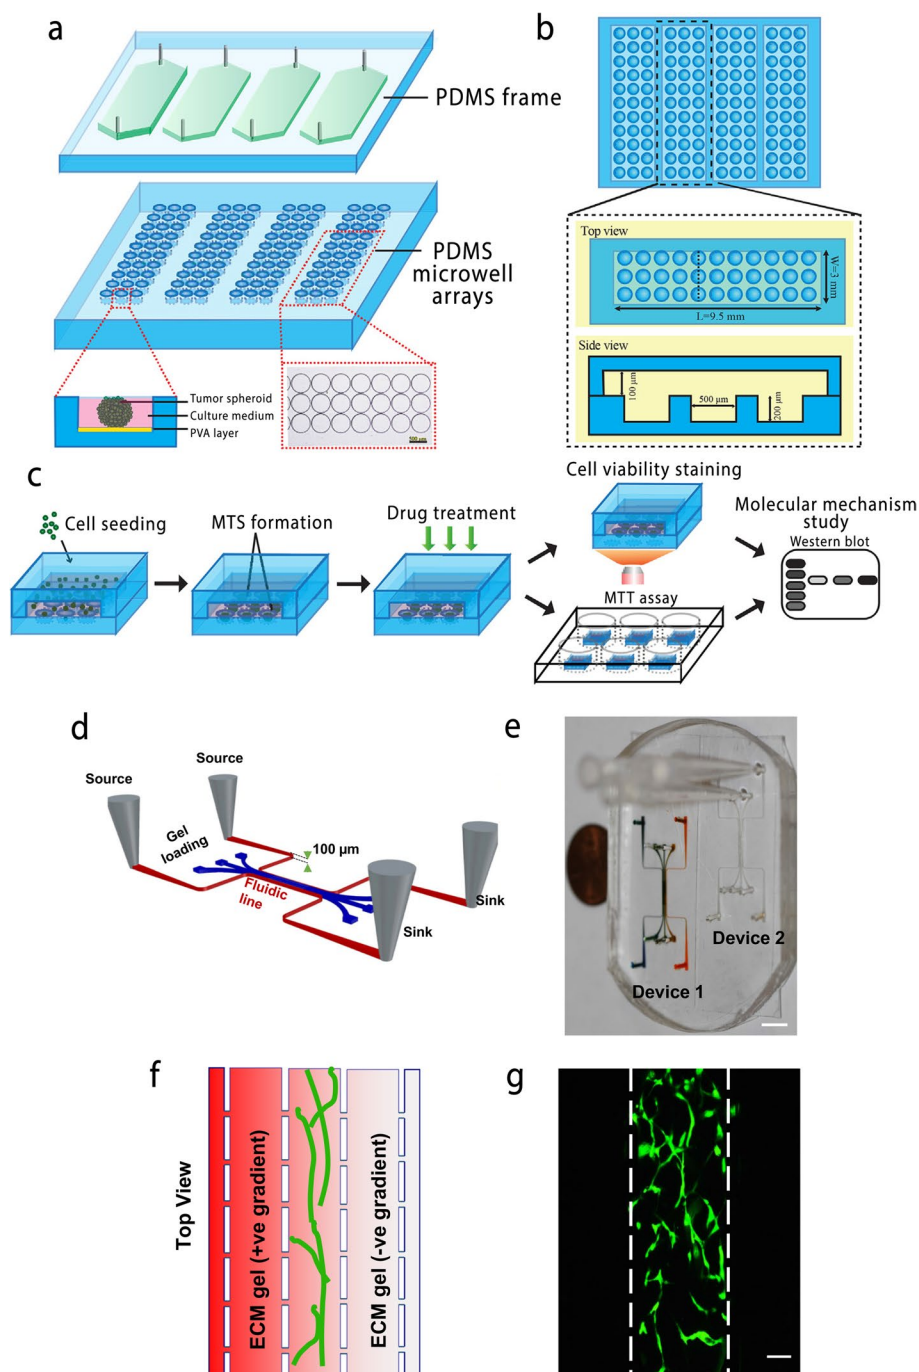 a
PDMS frame
PDMS
microwell
arrays
Tumor spheroid
Culture medium
PVA layer
500 μm
b
Top view
W=3 mm
L=9.5 mm
Side view
100 μm
500 μm
200 μm
c
Cell seeding
MTS formation
Drug treatment
Cell viability staining
MTT assay
Molecular mechanism
study
Western blot
d
Source
Source
Gel
loading
100 μm
Fluidic
line
Sink
Sink
e
Device 1
Device 2
f
Top View
ECM gel (+ve gradient)
ECM gel (-ve gradient)
g